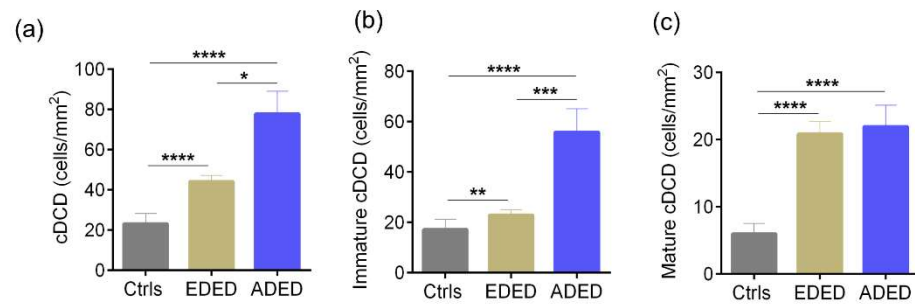 (a)
cDCD (cells/mm²)
100
80
60
40
20
0
****
*
****
Ctrls EDED ADED
(b)
Immature cDCD (cells/mm²)
80
60
40
20
0
****
***
**
Ctrls EDED ADED
(c)
Mature cDCD (cells/mm²)
30
20
10
0
****
****
Ctrls EDED ADED